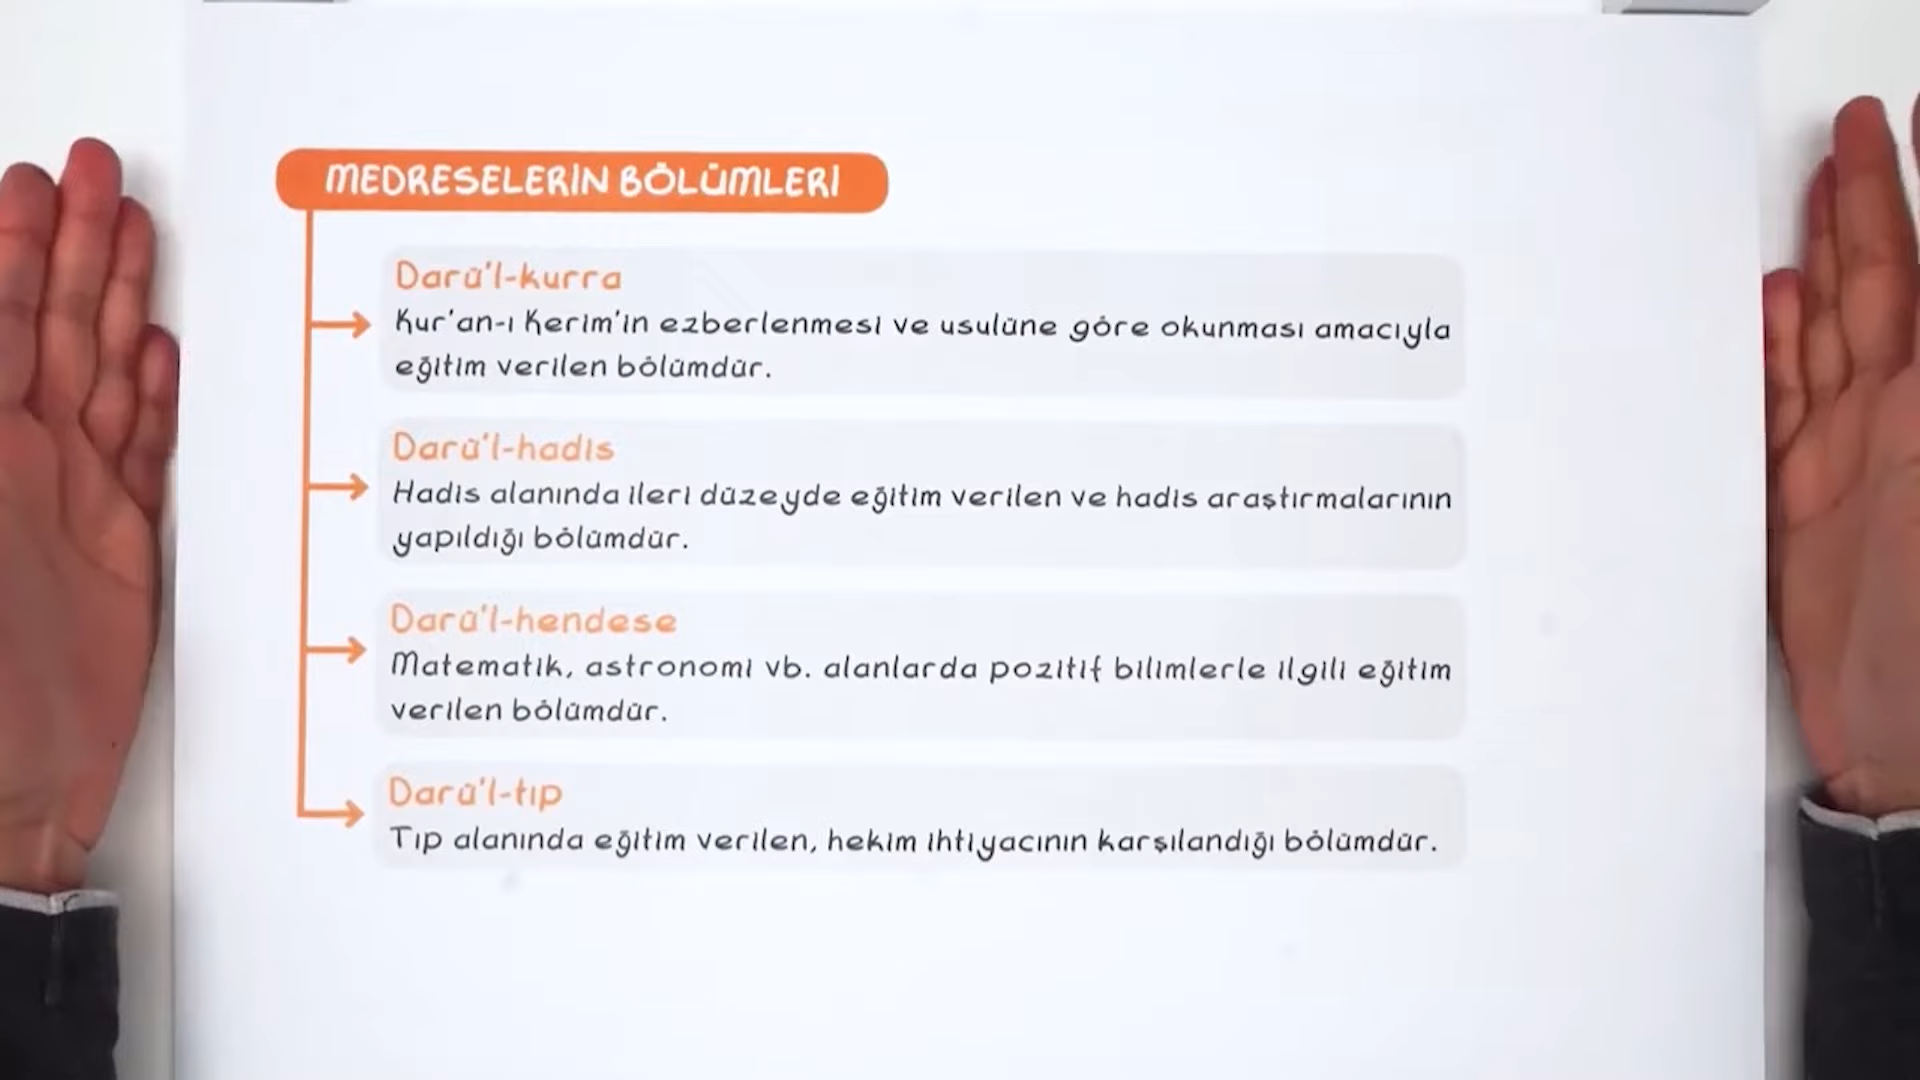 MEDRESELERİN BÖLÜMLERİ
Darü'l-kurra
Kur'an-ı Kerim'in ezberlenmesi ve usulüne göre okunması amacıyla
eğitim verilen bölümdür.
Darü'l-hadis
Hadis alanında ileri düzeyde eğitim verilen ve hadis araştırmalarının
yapıldığı bölümdür.
Darü'l-hendese
Matematik, astronomi vb. alanlarda pozitif bilimlerle ilgili eğitim
verilen bölümdür.
Darü'l-tıp
Tıp alanında eğitim verilen, hekim ihtiyacının karşılandığı bölümdür.